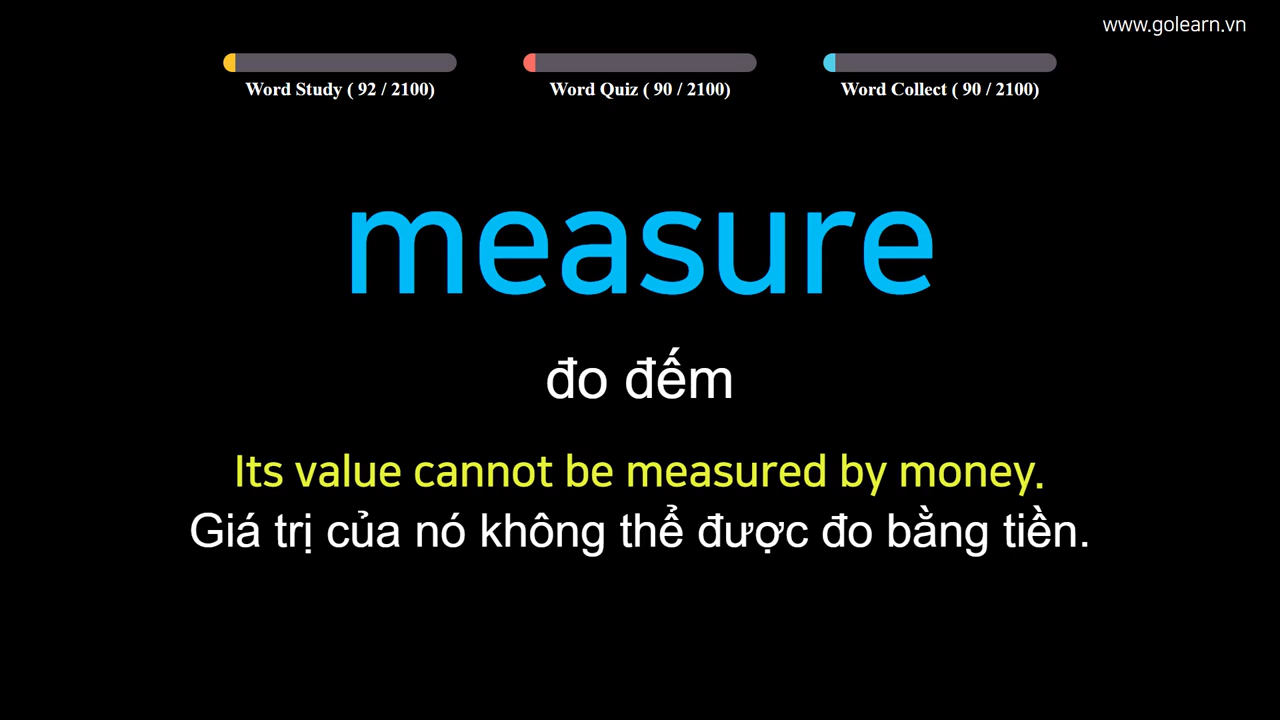 www.golearn.vn
Word Study ( 92 / 2100)
Word Quiz ( 90 / 2100)
Word Collect ( 90 / 2100)
measure
đo đếm
Its value cannot be measured by money.
Giá trị của nó không thể được đo bằng tiền.